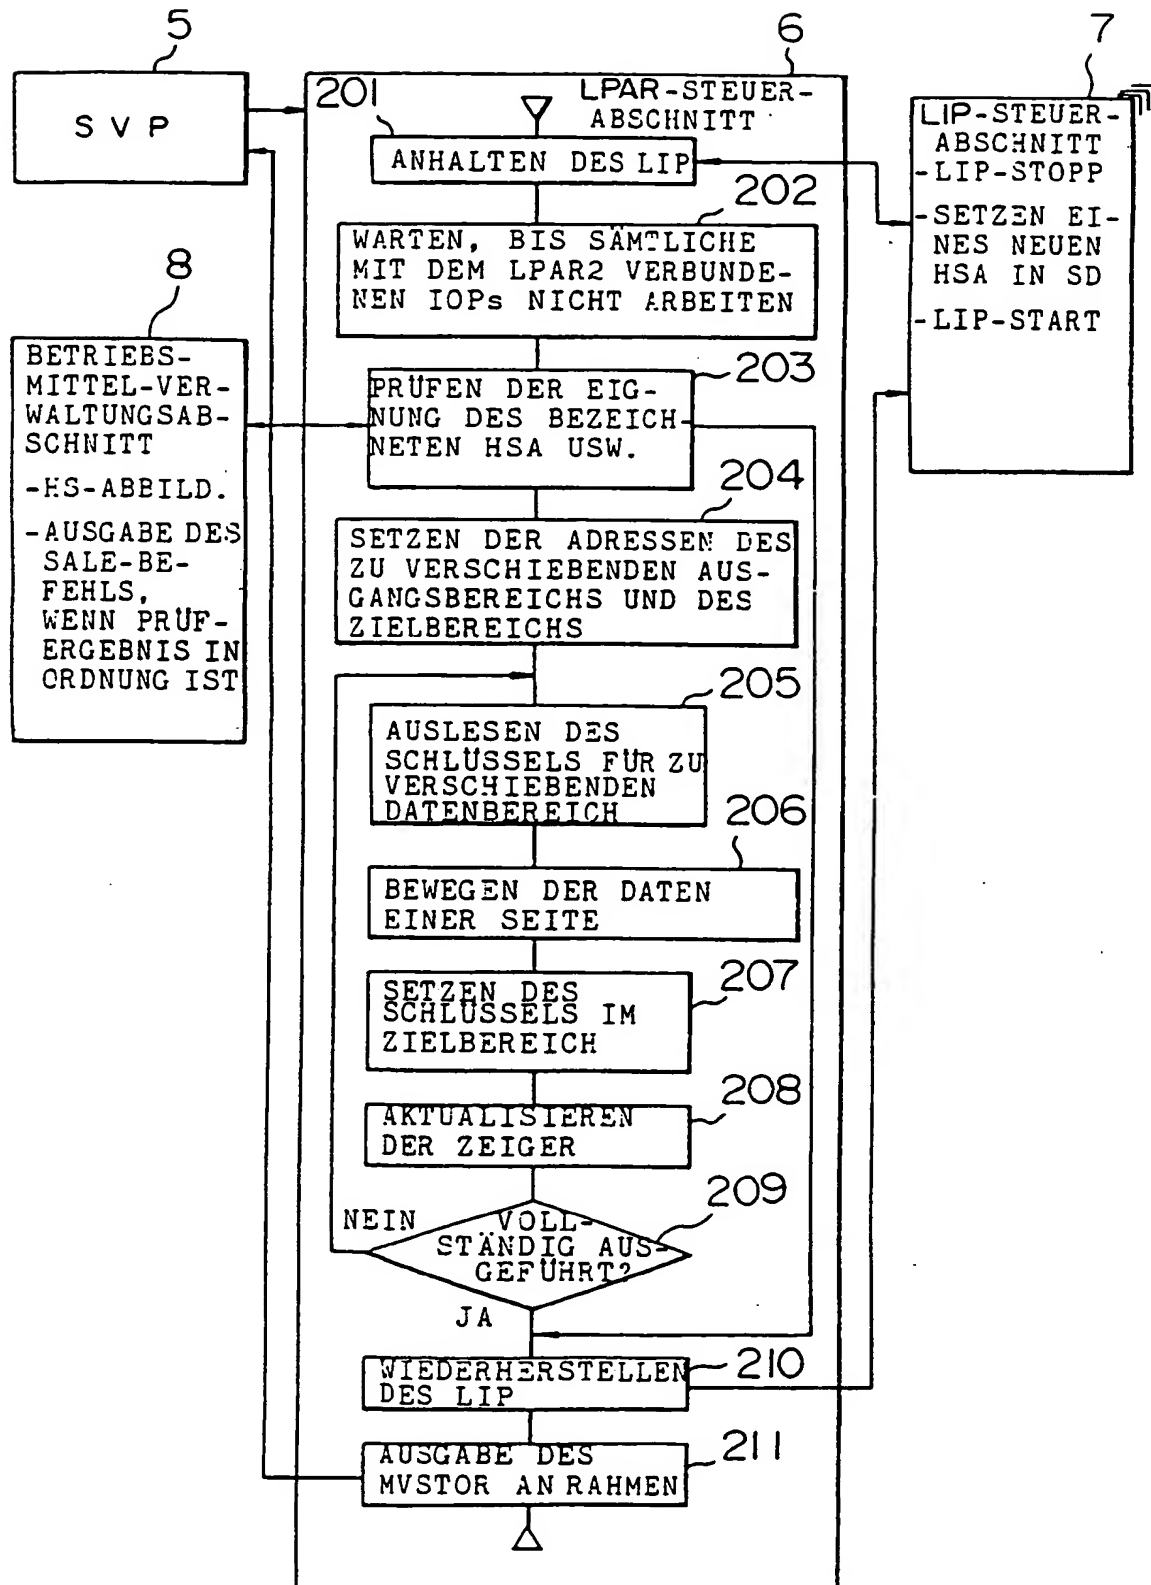 5
6
7
SVP
201
LPAR-STEUER-
ABSCHNITT
LIP-STEUER-
ABSCHNITT
-LIP-STOPP
-SETZEN EI-
NES NEUEN
HSA IN SD
-LIP-START
ANHALTEN DES LIP
202
WARTEN, BIS SÄMTLICHE
MIT DEM LPAR2 VERBUNDE-
NEN IOPs NICHT ARBEITEN
8
BETRIEBS-
MITTEL-VER-
WALTUNGSAB-
SCHNITT
-HS-ABBILD.
-AUSGABE DES
SALE-BE-
FEHLS,
WENN PRÜF-
ERGEBNIS IN
ORDNUNG IST
203
PRÜFEN DER EIG-
NUNG DES BEZEICH-
NETEN HSA USW.
204
SETZEN DER ADRESSEN DES
ZU VERSCHIEBENDEN AUS-
GANGSBEREICHS UND DES
ZIELBEREICHS
205
AUSLESEN DES
SCHLÜSSELS FÜR ZU
VERSCHIEBENDEN
DATENBEREICH
206
BEWEGEN DER DATEN
EINER SEITE
207
SETZEN DES
SCHLÜSSELS IM
ZIELBEREICH
208
AKTUALISIEREN
DER ZEIGER
209
NEIN
VOLL-
STÄNDIG AUS-
GEFÜHRT?
JA
210
WIEDERHERSTELLEN
DES LIP
211
AUSGABE DES
MVSTOR AN RAHMEN